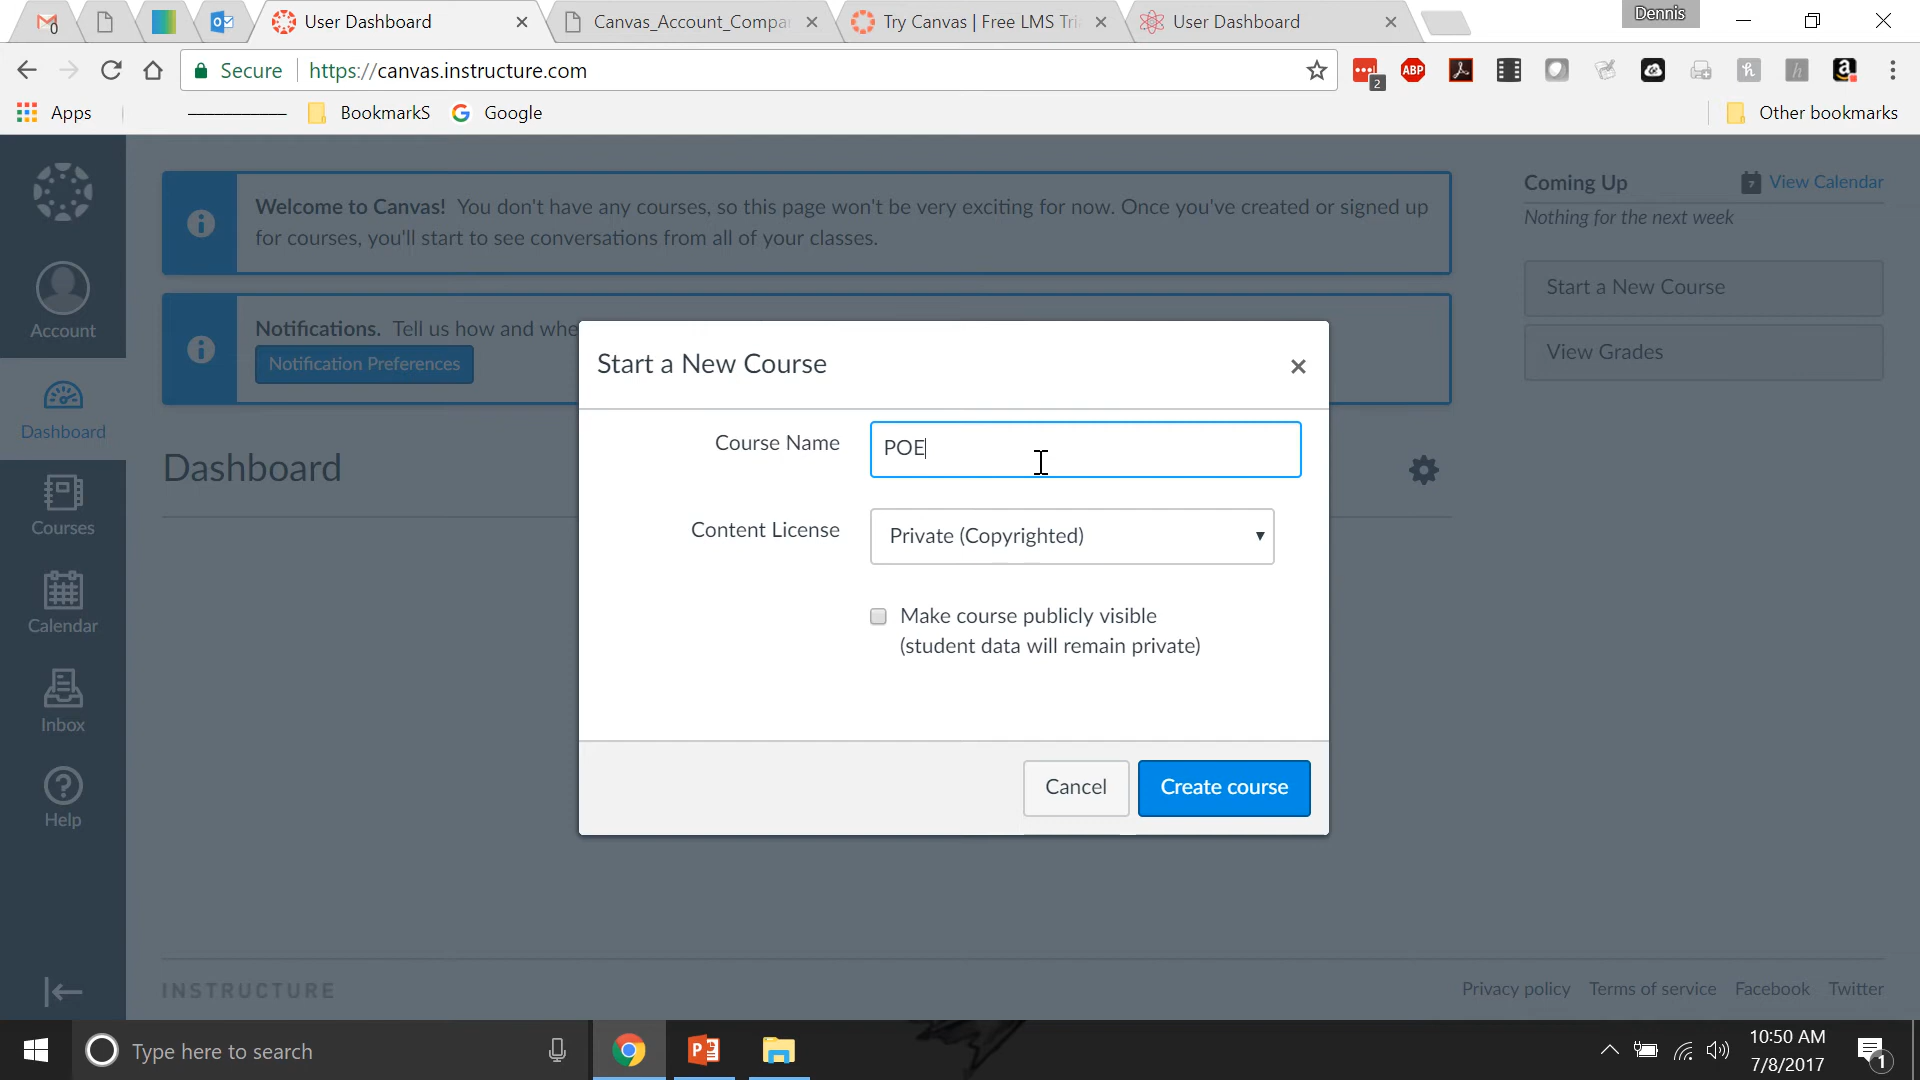 0
User Dashboard
Canvas_Account_Compa
Try Canvas | Free LMS Tri
User Dashboard
Dennis
Secure
https://canvas.instructure.com
2
ABP
Apps
BookmarkS
Google
Other bookmarks
Account
Dashboard
Courses
Calendar
Inbox
Help
Welcome to Canvas! You don't have any courses, so this page won't be very exciting for now. Once you've created or signed up
for courses, you'll start to see conversations from all of your classes.
Notifications. Tell us how and whe
Notification Preferences
Dashboard
Coming Up
View Calendar
Nothing for the next week
Start a New Course
View Grades
Start a New Course
Course Name
POE
Content License
Private (Copyrighted)
Make course publicly visible
(student data will remain private)
Cancel
Create course
INSTRUCTURE
Privacy policy
Terms of service
Facebook
Twitter
Type here to search
10:50 AM
7/8/2017
1